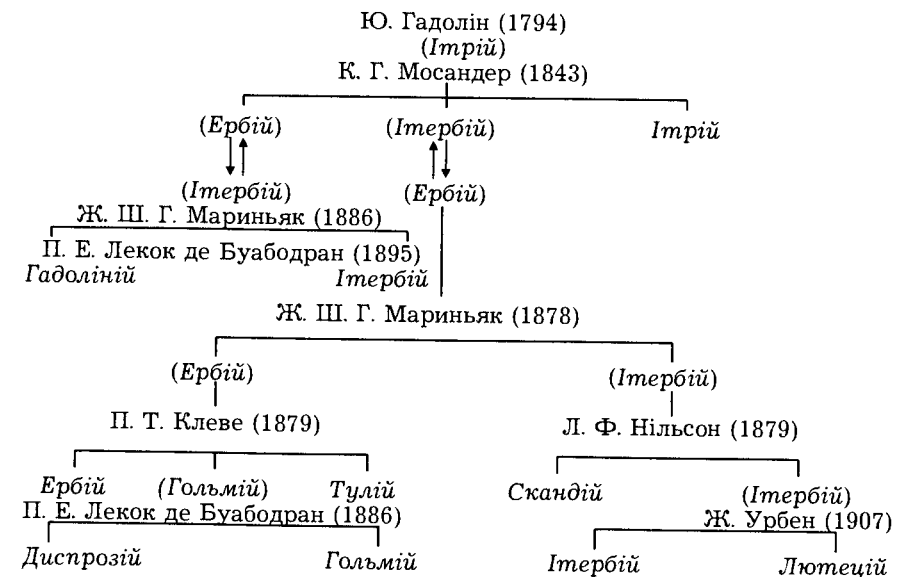 Ю. Гадолін (1794)
(Ітрій)
К. Г. Мосандер (1843)
(Ербій) (Ітербій) Ітрій
(Ітербій) (Ербій)
Ж. Ш. Г. Мариньяк (1886)
П. Е. Лекок де Буабодран (1895)
Гадоліній Ітербій
Ж. Ш. Г. Мариньяк (1878)
(Ербій) (Ітербій)
П. Т. Клеве (1879) Л. Ф. Нільсон (1879)
Ербій (Гольмій) Тулій Скандій (Ітербій)
П. Е. Лекок де Буабодран (1886) Ж. Урбен (1907)
Диспрозій Гольмій Ітербій Лютецій